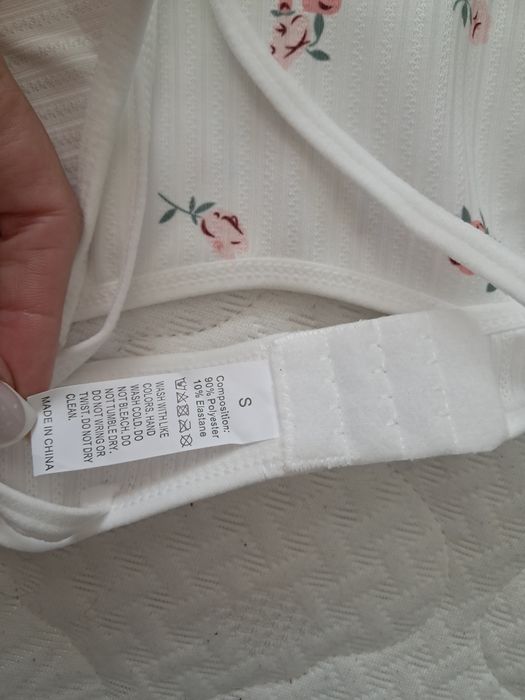 S
Composition:
90% Polyester
10% Elastane
WASH WITH LIKE
COLORS. HAND
WASH COLD. DO
NOT BLEACH. DO
NOT TUMBLE DRY.
DO NOT WRING OR
TWIST DO NOT DRY
CLEAN.
MADE IN CHINA